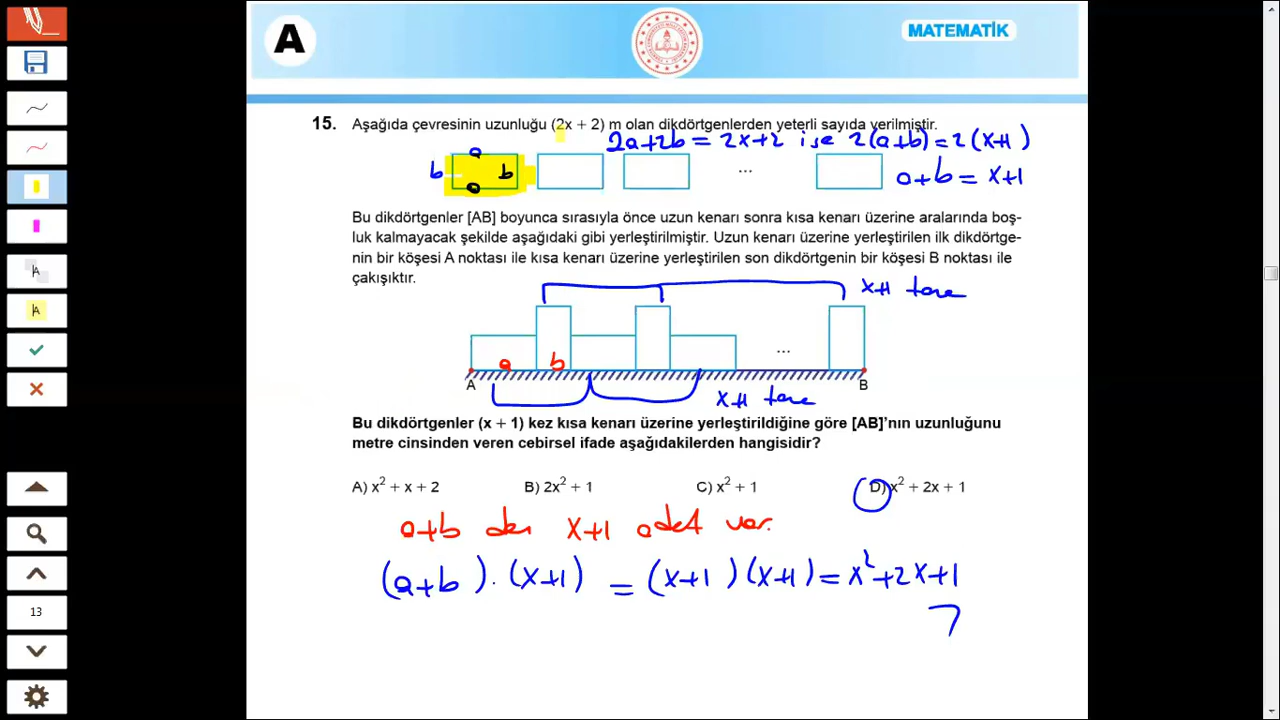 A
MATEMATİK
15. Aşağıda çevresinin uzunluğu (2x + 2) m olan dikdörtgenlerden yeterli sayıda verilmiştir.
2a+2b = 2x+2 ise 2(a+b) = 2(x+1)
a
b b ... a+b = x+1
a
Bu dikdörtgenler [AB] boyunca sırasıyla önce uzun kenarı sonra kısa kenarı üzerine aralarında boş-
luk kalmayacak şekilde aşağıdaki gibi yerleştirilmiştir. Uzun kenarı üzerine yerleştirilen ilk dikdörtge-
nin bir köşesi A noktası ile kısa kenarı üzerine yerleştirilen son dikdörtgenin bir köşesi B noktası ile
çakışıktır.
x+1 tane
...
a b
A B
x+1 tane
Bu dikdörtgenler (x + 1) kez kısa kenarı üzerine yerleştirildiğine göre [AB]’nın uzunluğunu
metre cinsinden veren cebirsel ifade aşağıdakilerden hangisidir?
A) x² + x + 2 B) 2x² + 1 C) x² + 1 D) x² + 2x + 1
a+b den x+1 adet var.
(a+b).(x+1) = (x+1)(x+1) = x²+2x+1
A
A
13